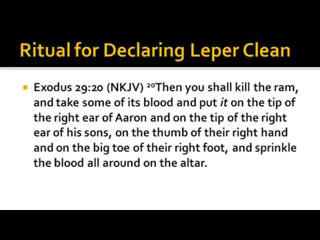 Ritual for Declaring Leper Clean
Exodus 29:20 (NKJV) ²⁰Then you shall kill the ram,
and take some of its blood and put it on the tip of
the right ear of Aaron and on the tip of the right
ear of his sons, on the thumb of their right hand
and on the big toe of their right foot, and sprinkle
the blood all around on the altar.